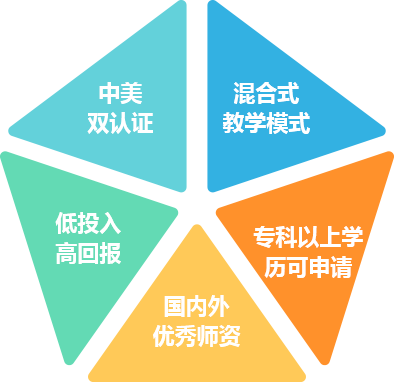 中美
双认证
混合式
教学模式
低投入
高回报
专科以上学
历可申请
国内外
优秀师资